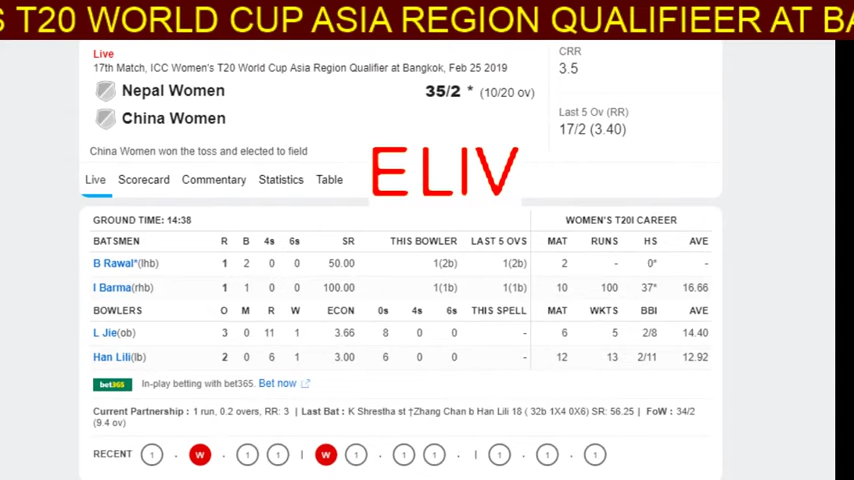 S T20 WORLD CUP ASIA REGION QUALIFIEER AT BA
Live
17th Match, ICC Women's T20 World Cup Asia Region Qualifier at Bangkok, Feb 25 2019
Nepal Women 35/2 * (10/20 ov)
China Women
China Women won the toss and elected to field
CRR
3.5
Last 5 Ov (RR)
17/2 (3.40)
ELIV
Live Scorecard Commentary Statistics Table
GROUND TIME: 14:38 WOMEN'S T20I CAREER
BATSMEN R B 4s 6s SR THIS BOWLER LAST 5 OVS MAT RUNS HS AVE
B Rawal*(lhb) 1 2 0 0 50.00 1(2b) 1(2b) 2 - 0* -
I Barma(rhb) 1 1 0 0 100.00 1(1b) 1(1b) 10 100 37* 16.66
BOWLERS O M R W ECON 0s 4s 6s THIS SPELL MAT WKTS BBI AVE
L Jie(ob) 3 0 11 1 3.66 8 0 0 - 6 5 2/8 14.40
Han Lili(lb) 2 0 6 1 3.00 6 0 0 - 12 13 2/11 12.92
bet365 In-play betting with bet365. Bet now
Current Partnership : 1 run, 0.2 overs, RR: 3 | Last Bat : K Shrestha st †Zhang Chan b Han Lili 18 ( 32b 1X4 0X6) SR: 56.25 | FoW : 34/2
(9.4 ov)
RECENT 1 . W . 1 1 | W 1 . 1 1 . | 1 . 1 . 1